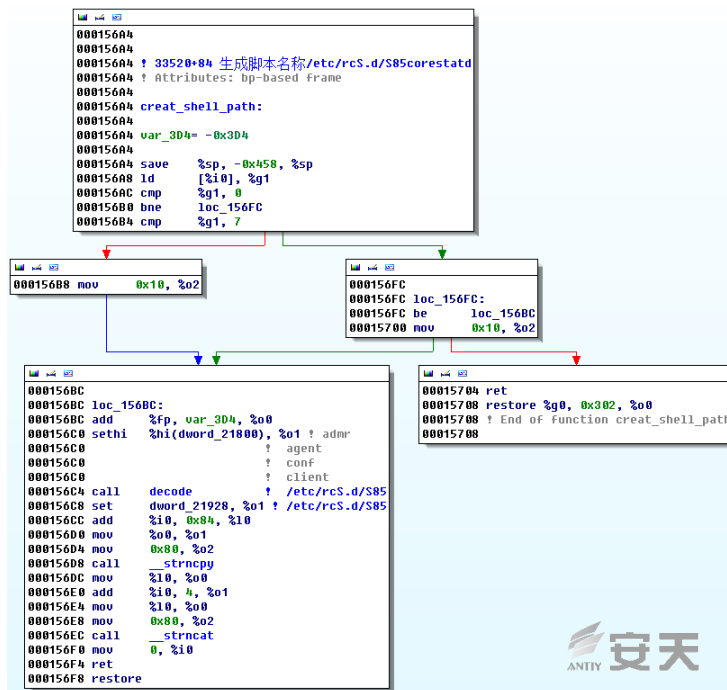 000156A4
000156A4
000156A4 ! 33520+84 生成脚本名称/etc/rcS.d/S85corestatd
000156A4 ! Attributes: bp-based frame
000156A4
000156A4 creat_shell_path:
000156A4
000156A4 var_3D4= -0x3D4
000156A4
000156A4 save %sp, -0x458, %sp
000156A8 ld [%i0], %g1
000156AC cmp %g1, 0
000156B0 bne loc_156FC
000156B4 cmp %g1, 7
000156B8 mov 0x10, %o2
000156FC
000156FC loc_156FC:
000156FC be loc_156BC
00015700 mov 0x10, %o2
000156BC
000156BC loc_156BC:
000156BC add %fp, var_3D4, %o0
000156C0 sethi %hi(dword_21800), %o1 ! admr
000156C0 ! agent
000156C0 ! conf
000156C0 ! client
000156C4 call decode ! /etc/rcS.d/S85
000156C8 set dword_21928, %o1 ! /etc/rcS.d/S85
000156CC add %i0, 0x84, %l0
000156D0 mov %o0, %o1
000156D4 mov 0x80, %o2
000156D8 call __strncpy
000156DC mov %l0, %o0
000156E0 add %i0, 4, %o1
000156E4 mov %l0, %o0
000156E8 mov 0x80, %o2
000156EC call __strncat
000156F0 mov 0, %i0
000156F4 ret
000156F8 restore
00015704 ret
00015708 restore %g0, 0x302, %o0
00015708 ! End of function creat_shell_path
00015708
ANTIY 安天